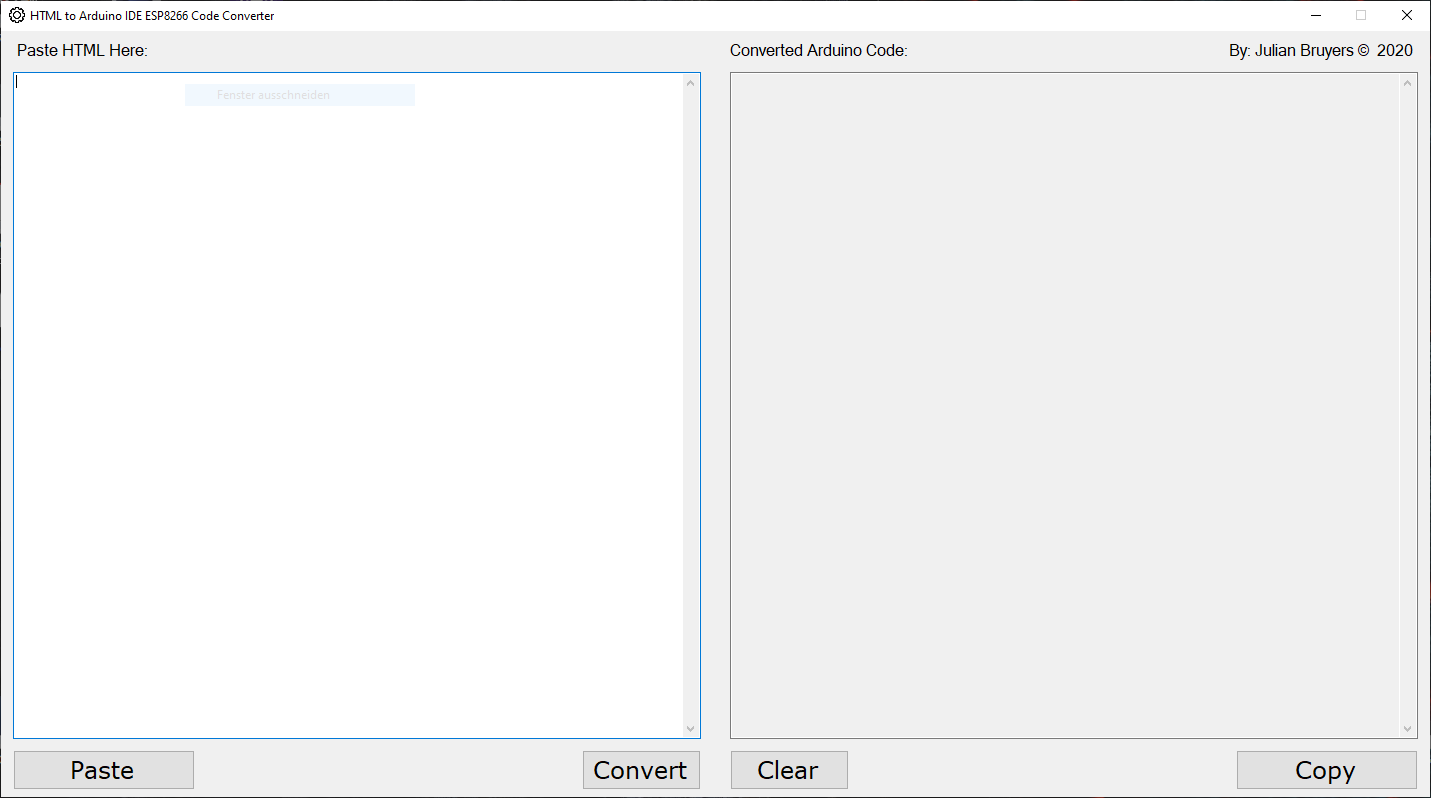 HTML to Arduino IDE ESP8266 Code Converter
Paste HTML Here:
Converted Arduino Code:
By: Julian Bruyers © 2020
Fenster ausschneiden
Paste
Convert
Clear
Copy